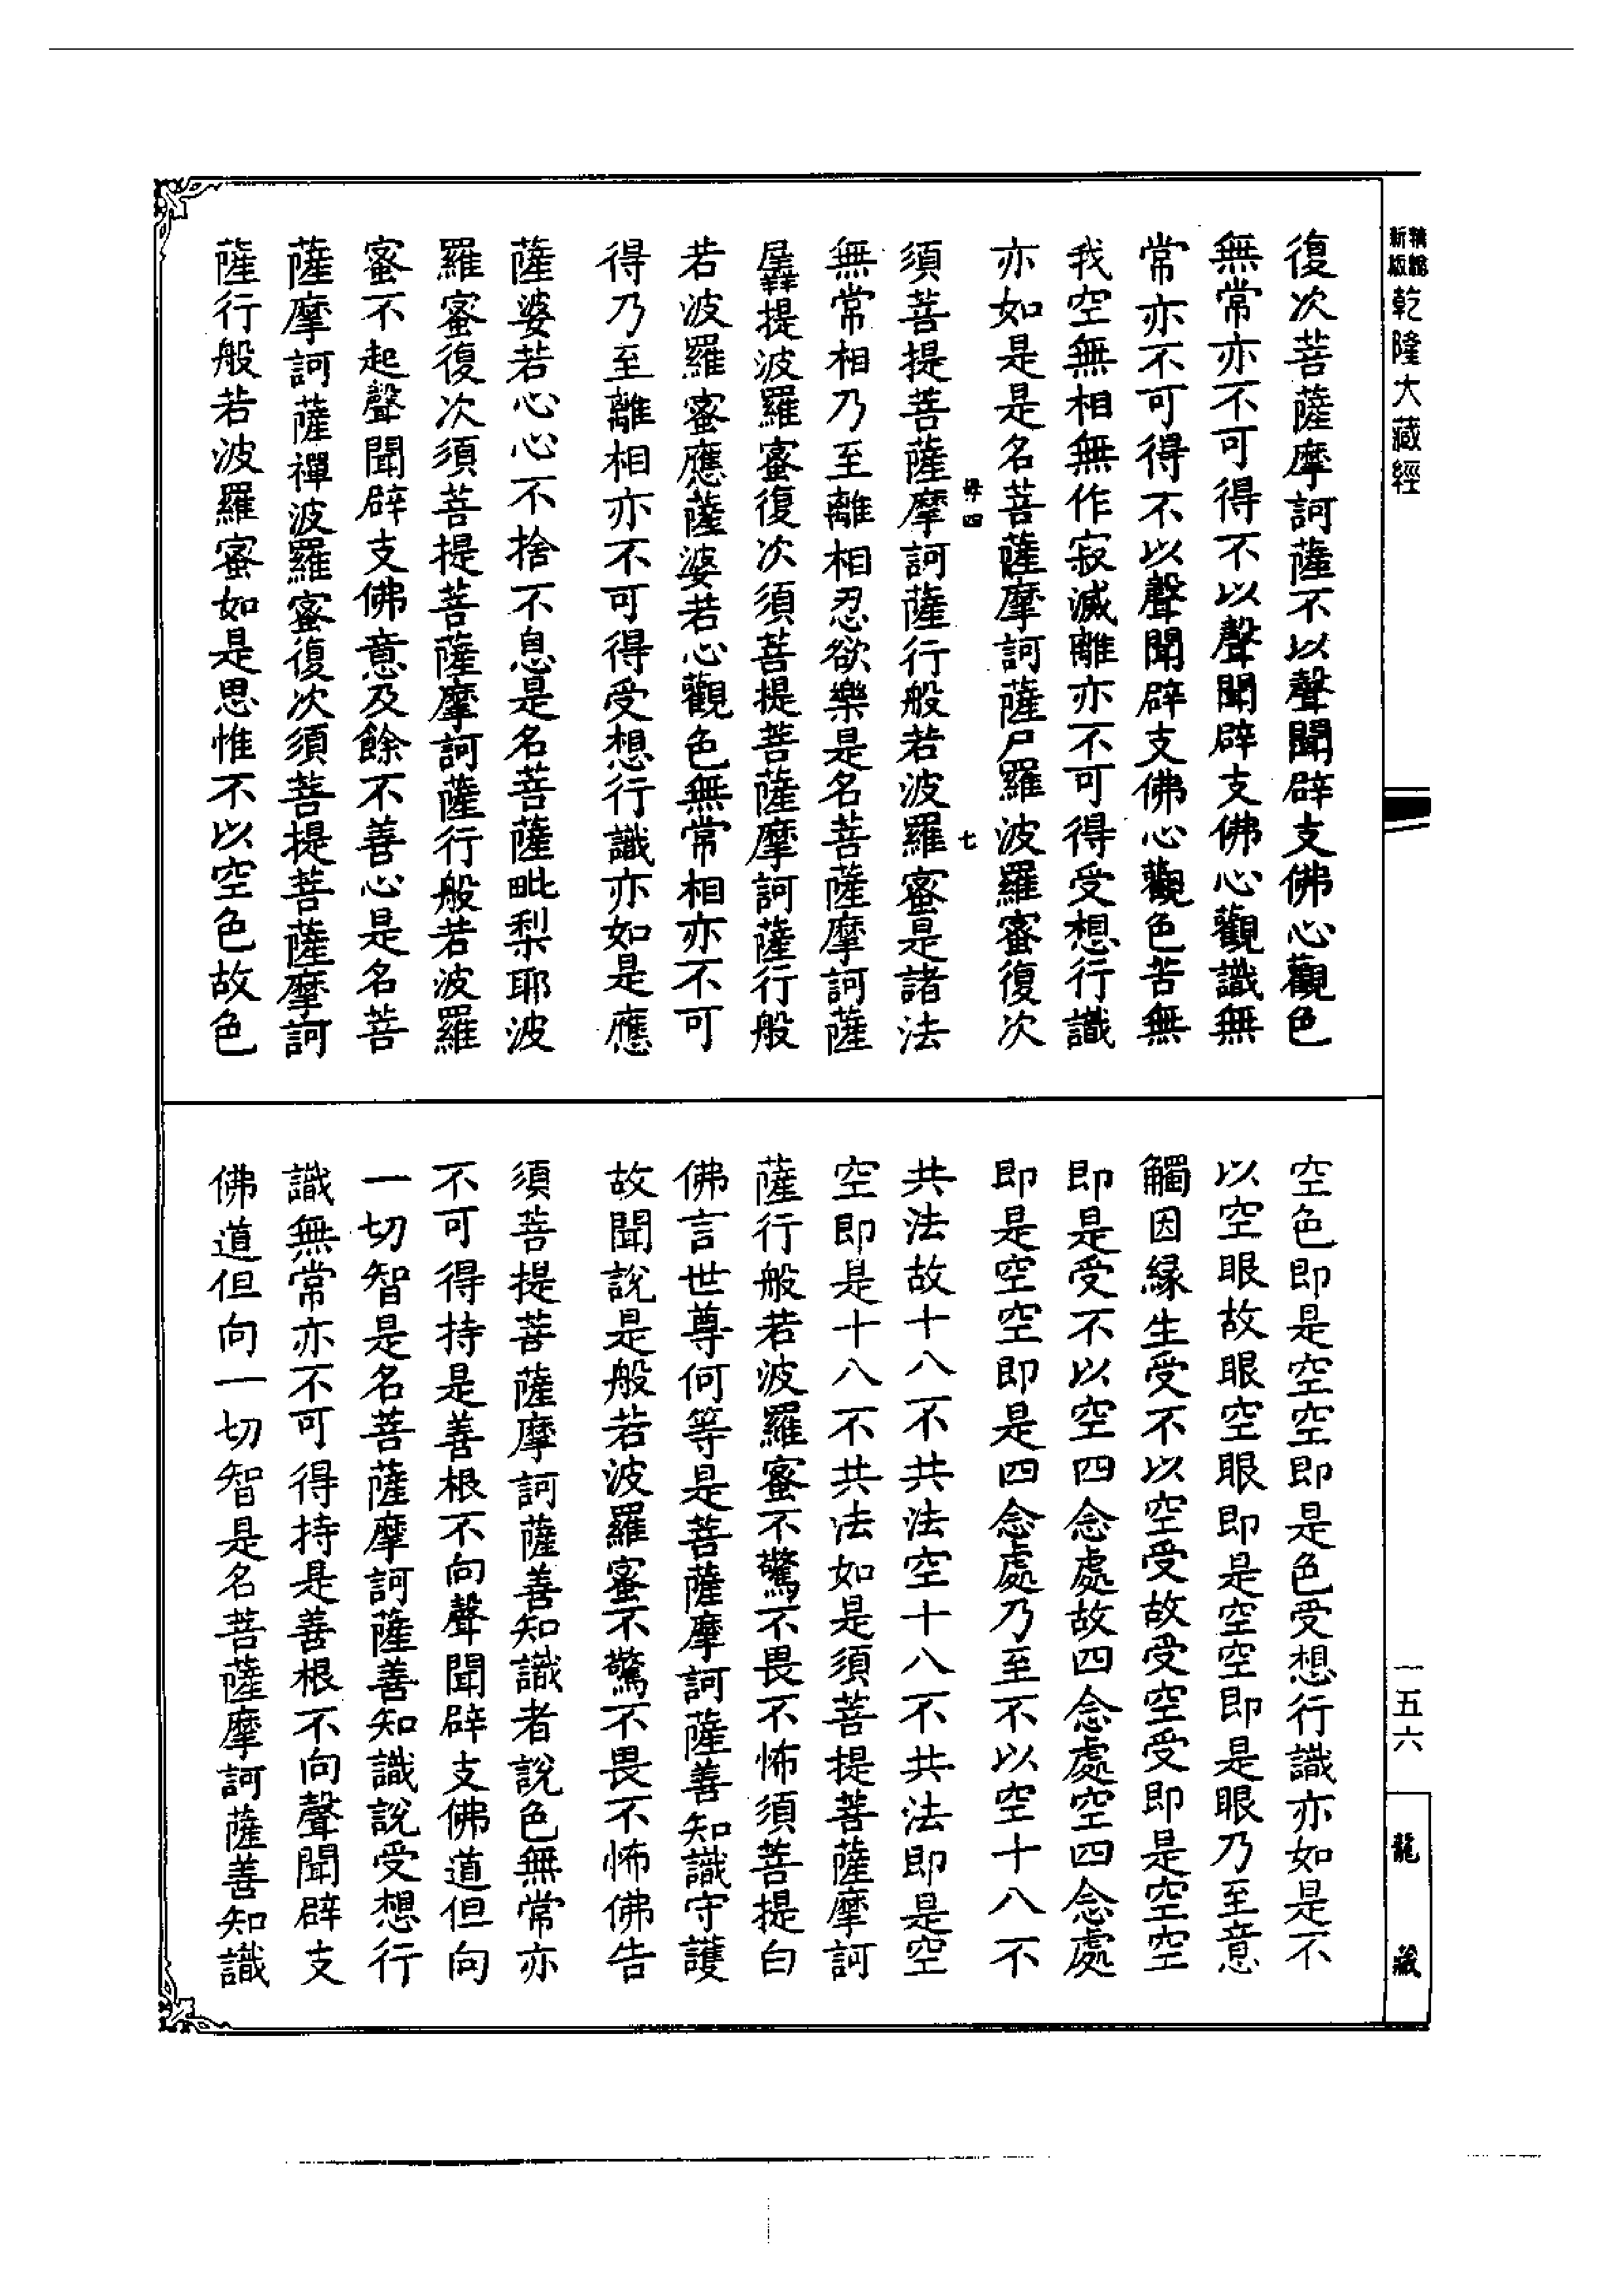 精縮
新版
乾隆大藏經
復次菩薩摩訶薩不以聲聞辟支佛心觀色
無常亦不可得不以聲聞辟支佛心觀識無
常亦不可得不以聲聞辟支佛心觀色苦無
我空無相無作寂滅離亦不可得受想行識
亦如是是名菩薩摩訶薩尸羅波羅蜜復次
七
須菩提菩薩摩訶薩行般若波羅蜜是諸法
無常相乃至離相忍欲樂是名菩薩摩訶薩
羼提波羅蜜復次須菩提菩薩摩訶薩行般
若波羅蜜應薩婆若心觀色無常相亦不可
得乃至離相亦不可得受想行識亦如是應
薩婆若心心不捨不息是名菩薩毗梨耶波
羅蜜復次須菩提菩薩摩訶薩行般若波羅
蜜不起聲聞辟支佛意及餘不善心是名菩
薩摩訶薩禪波羅蜜復次須菩提菩薩摩訶
薩行般若波羅蜜如是思惟不以空色故色
空色即是空空即是色受想行識亦如是不
以空眼故眼空眼即是空空即是眼乃至意
觸因緣生受不以空受故受空受即是空空
即是受不以空四念處故四念處空四念處
即是空空即是四念處乃至不以空十八不
共法故十八不共法空十八不共法即是空
空即是十八不共法如是須菩提菩薩摩訶
薩行般若波羅蜜不驚不畏不怖須菩提白
佛言世尊何等是菩薩摩訶薩善知識守護
故聞說是般若波羅蜜不驚不畏不怖佛告
須菩提菩薩摩訶薩善知識者說色無常亦
不可得持是善根不向聲聞辟支佛道但向
一切智是名菩薩摩訶薩善知識說受想行
識無常亦不可得持是善根不向聲聞辟支
佛道但向一切智是名菩薩摩訶薩善知識
一五六
龍藏